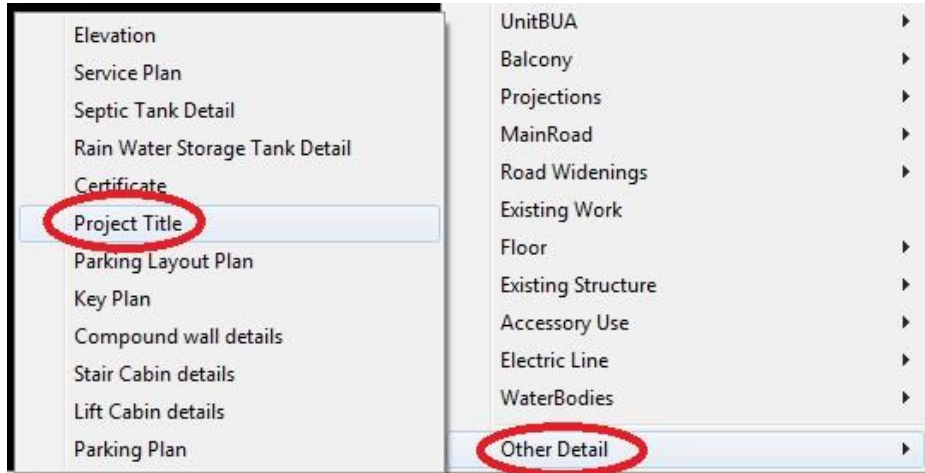 Elevation
Service Plan
Septic Tank Detail
Rain Water Storage Tank Detail
Certificate
Project Title
Parking Layout Plan
Key Plan
Compound wall details
Stair Cabin details
Lift Cabin details
Parking Plan
UnitBUA
Balcony
Projections
MainRoad
Road Widenings
Existing Work
Floor
Existing Structure
Accessory Use
Electric Line
WaterBodies
Other Detail